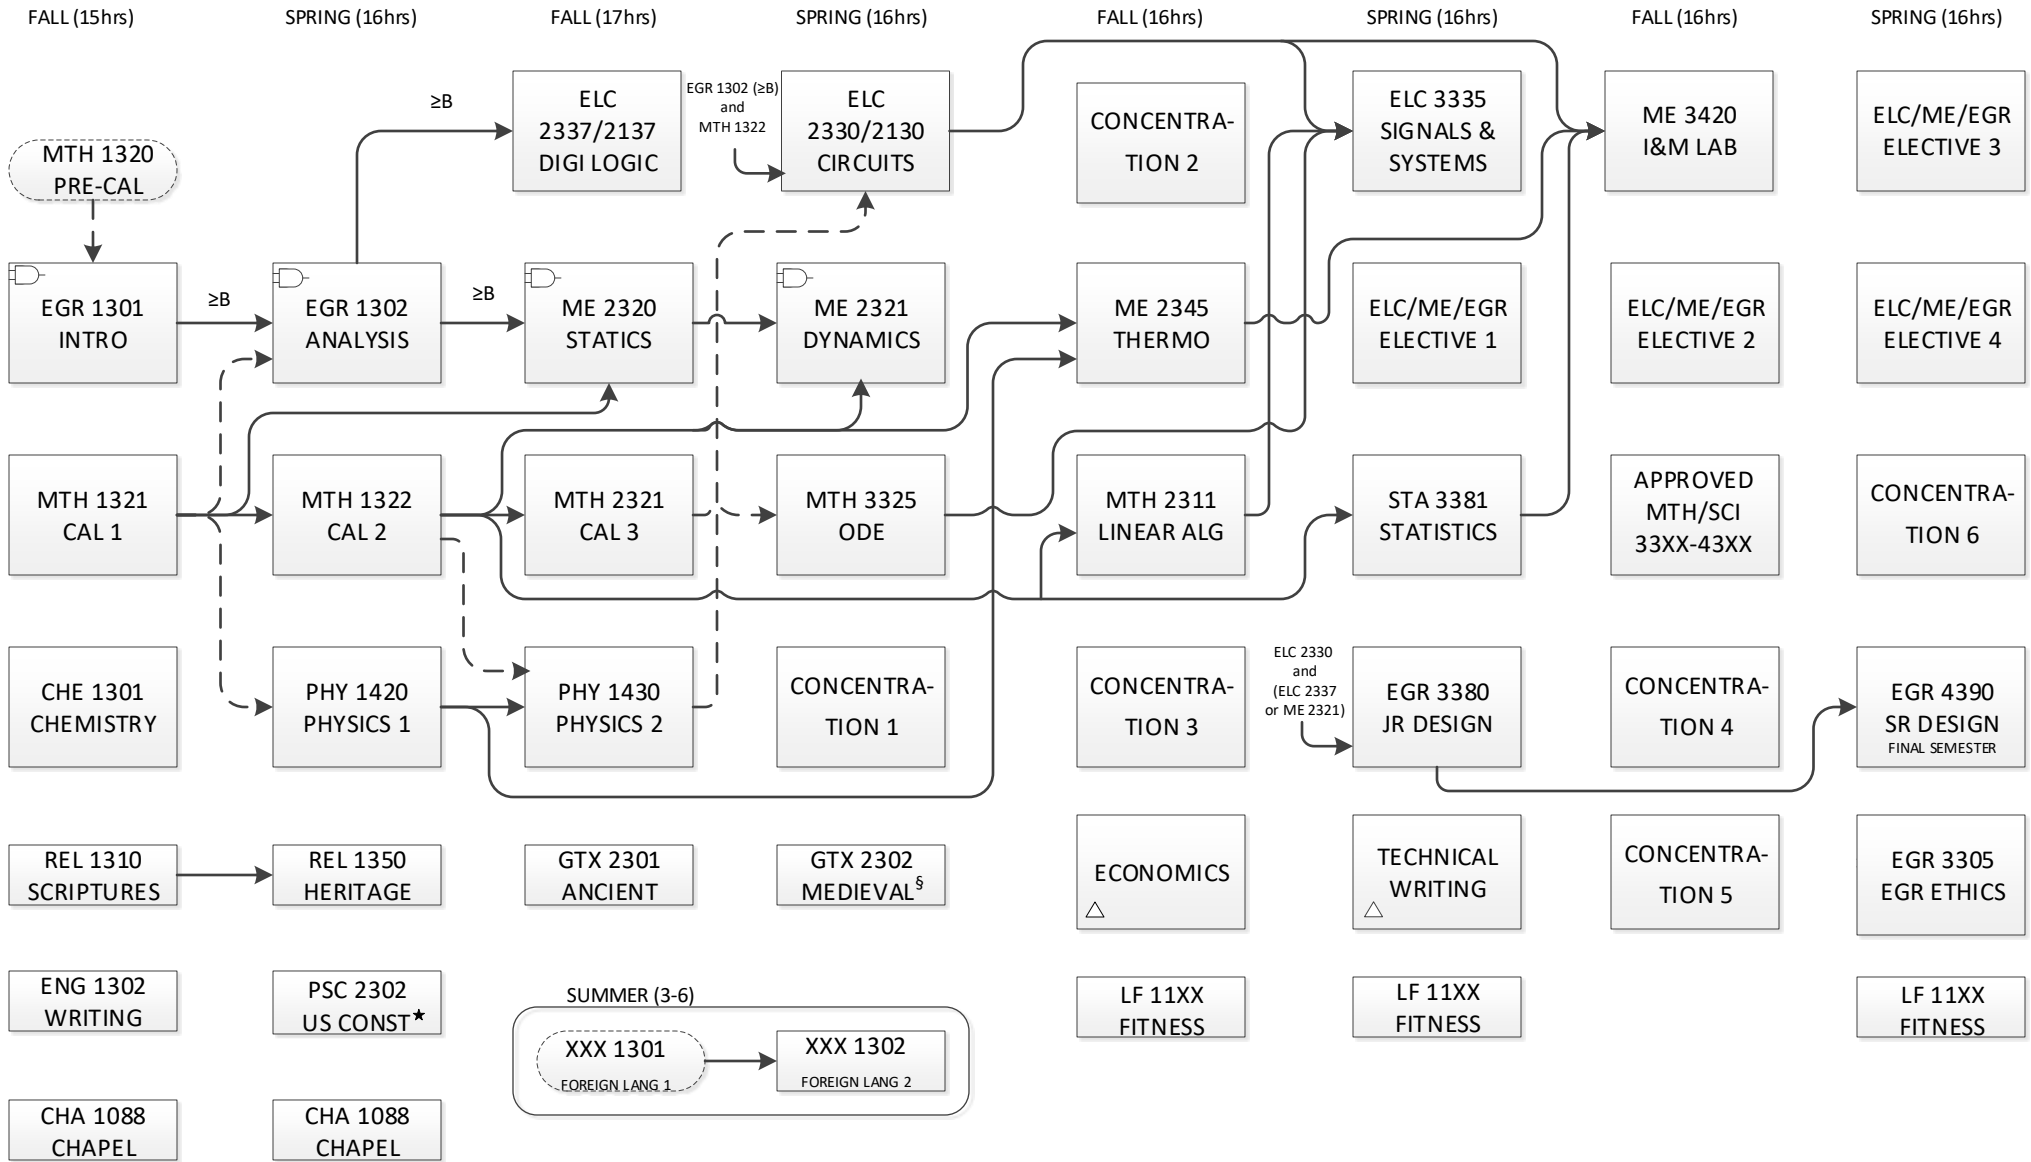 FALL (15hrs)
SPRING (16hrs)
FALL (17hrs)
SPRING (16hrs)
FALL (16hrs)
SPRING (16hrs)
FALL (16hrs)
SPRING (16hrs)
MTH 1320
PRE-CAL
≥B
ELC
2337/2137
DIGI LOGIC
EGR 1302 (≥B)
and
MTH 1322
ELC
2330/2130
CIRCUITS
CONCENTRA-
TION 2
ELC 3335
SIGNALS &
SYSTEMS
ME 3420
I&M LAB
ELC/ME/EGR
ELECTIVE 3
EGR 1301
INTRO
≥B
EGR 1302
ANALYSIS
≥B
ME 2320
STATICS
ME 2321
DYNAMICS
ME 2345
THERMO
ELC/ME/EGR
ELECTIVE 1
ELC/ME/EGR
ELECTIVE 2
ELC/ME/EGR
ELECTIVE 4
MTH 1321
CAL 1
MTH 1322
CAL 2
MTH 2321
CAL 3
MTH 3325
ODE
MTH 2311
LINEAR ALG
STA 3381
STATISTICS
APPROVED
MTH/SCI
33XX-43XX
CONCENTRA-
TION 6
CHE 1301
CHEMISTRY
PHY 1420
PHYSICS 1
PHY 1430
PHYSICS 2
CONCENTRA-
TION 1
CONCENTRA-
TION 3
ELC 2330
and
(ELC 2337
or ME 2321)
EGR 3380
JR DESIGN
CONCENTRA-
TION 4
EGR 4390
SR DESIGN
FINAL SEMESTER
REL 1310
SCRIPTURES
REL 1350
HERITAGE
GTX 2301
ANCIENT
GTX 2302
MEDIEVAL§
ECONOMICS
△
TECHNICAL
WRITING
△
CONCENTRA-
TION 5
EGR 3305
EGR ETHICS
ENG 1302
WRITING
PSC 2302
US CONST★
SUMMER (3-6)
XXX 1301
FOREIGN LANG 1
XXX 1302
FOREIGN LANG 2
LF 11XX
FITNESS
LF 11XX
FITNESS
LF 11XX
FITNESS
CHA 1088
CHAPEL
CHA 1088
CHAPEL